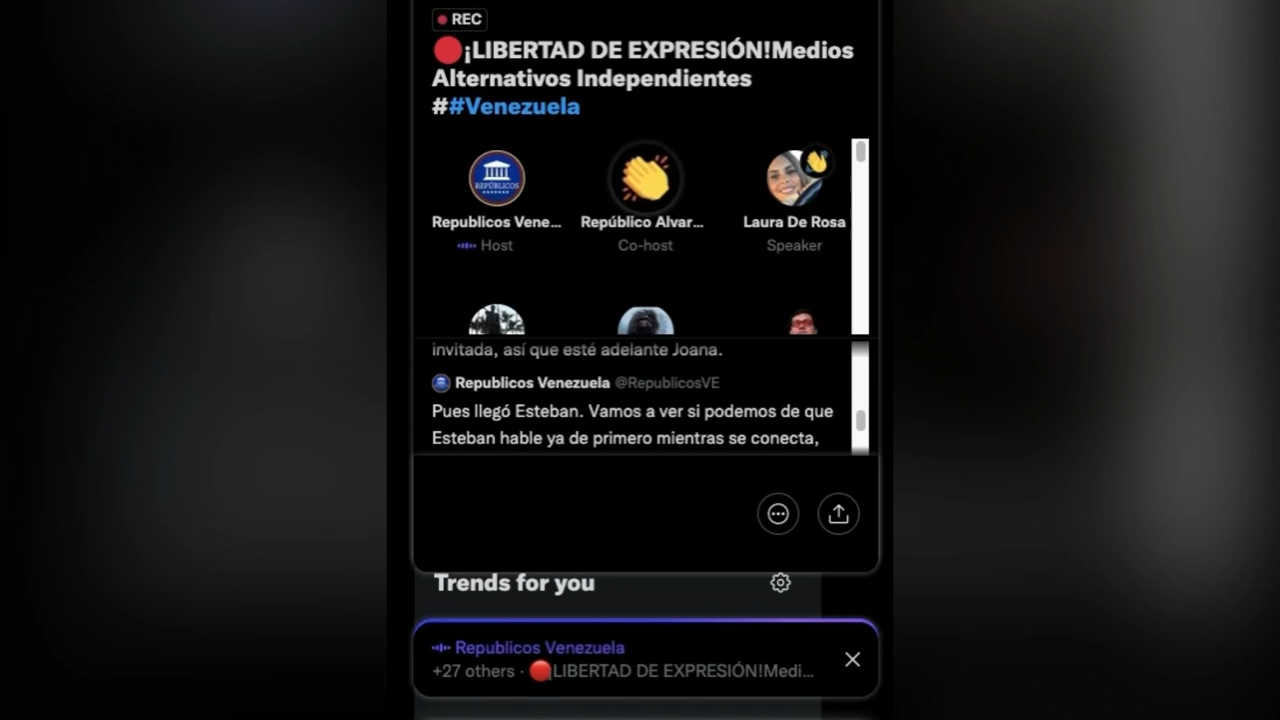 REC
🔴¡LIBERTAD DE EXPRESIÓN!Medios
Alternativos Independientes
##Venezuela
REPÚBLICOS
Republicos Vene...
República Alvar...
Laura De Rosa
Host
Co-host
Speaker
invitada, así que esté adelante Joana.
Republicos Venezuela @RepublicosVE
Pues llegó Esteban. Vamos a ver si podemos de que
Esteban hable ya de primero mientras se conecta,
Trends for you
Republicos Venezuela
+27 others · 🔴¡LIBERTAD DE EXPRESIÓN!Medi...